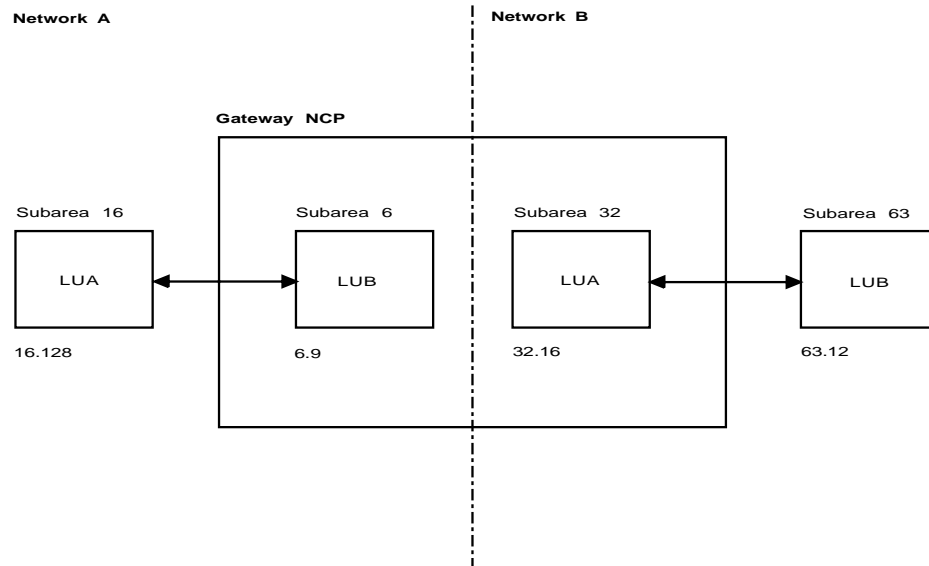 Network A
Network B
Gateway NCP
Subarea 16
Subarea 6
Subarea 32
Subarea 63
LUA
LUB
LUA
LUB
16.128
6.9
32.16
63.12